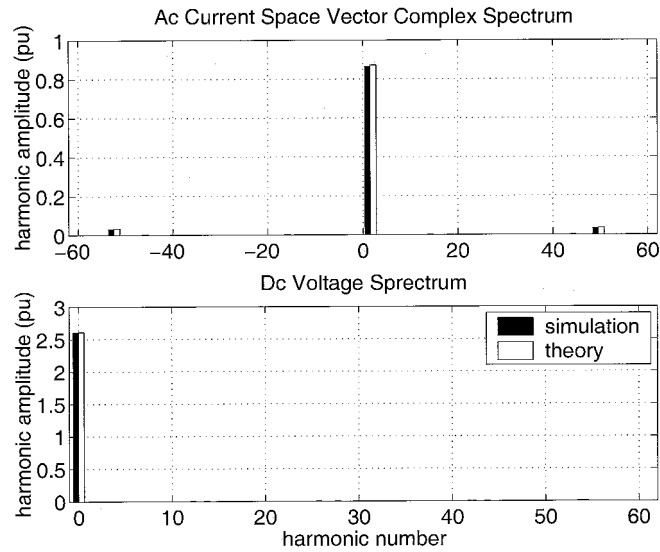 Ac Current Space Vector Complex Spectrum
harmonic amplitude (pu)
1
0.8
0.6
0.4
0.2
0
−60 −40 −20 0 20 40 60
Dc Voltage Sprectrum
harmonic amplitude (pu)
3
2.5
2
1.5
1
0.5
0
simulation
theory
0 10 20 30 40 50 60
harmonic number